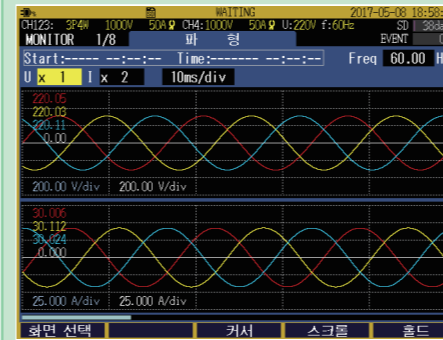 WAITING 2017-05-08 18:58:
CH123: 3P4W 1000V 50A CH4:1000V 50A U:220V f:60Hz SD 38da
MONITOR 1/8 파 형 EVENT 0
Start:----- --:--:-- Time:------- --:--:-- Freq 60.00 H
U x 1 I x 2 10ms/div
220.05
220.03
220.11
0.00
200.00 V/div 200.00 V/div
30.006
30.112
30.024
0.000
25.000 A/div 25.000 A/div
화면 선택 커서 스크롤 홀드